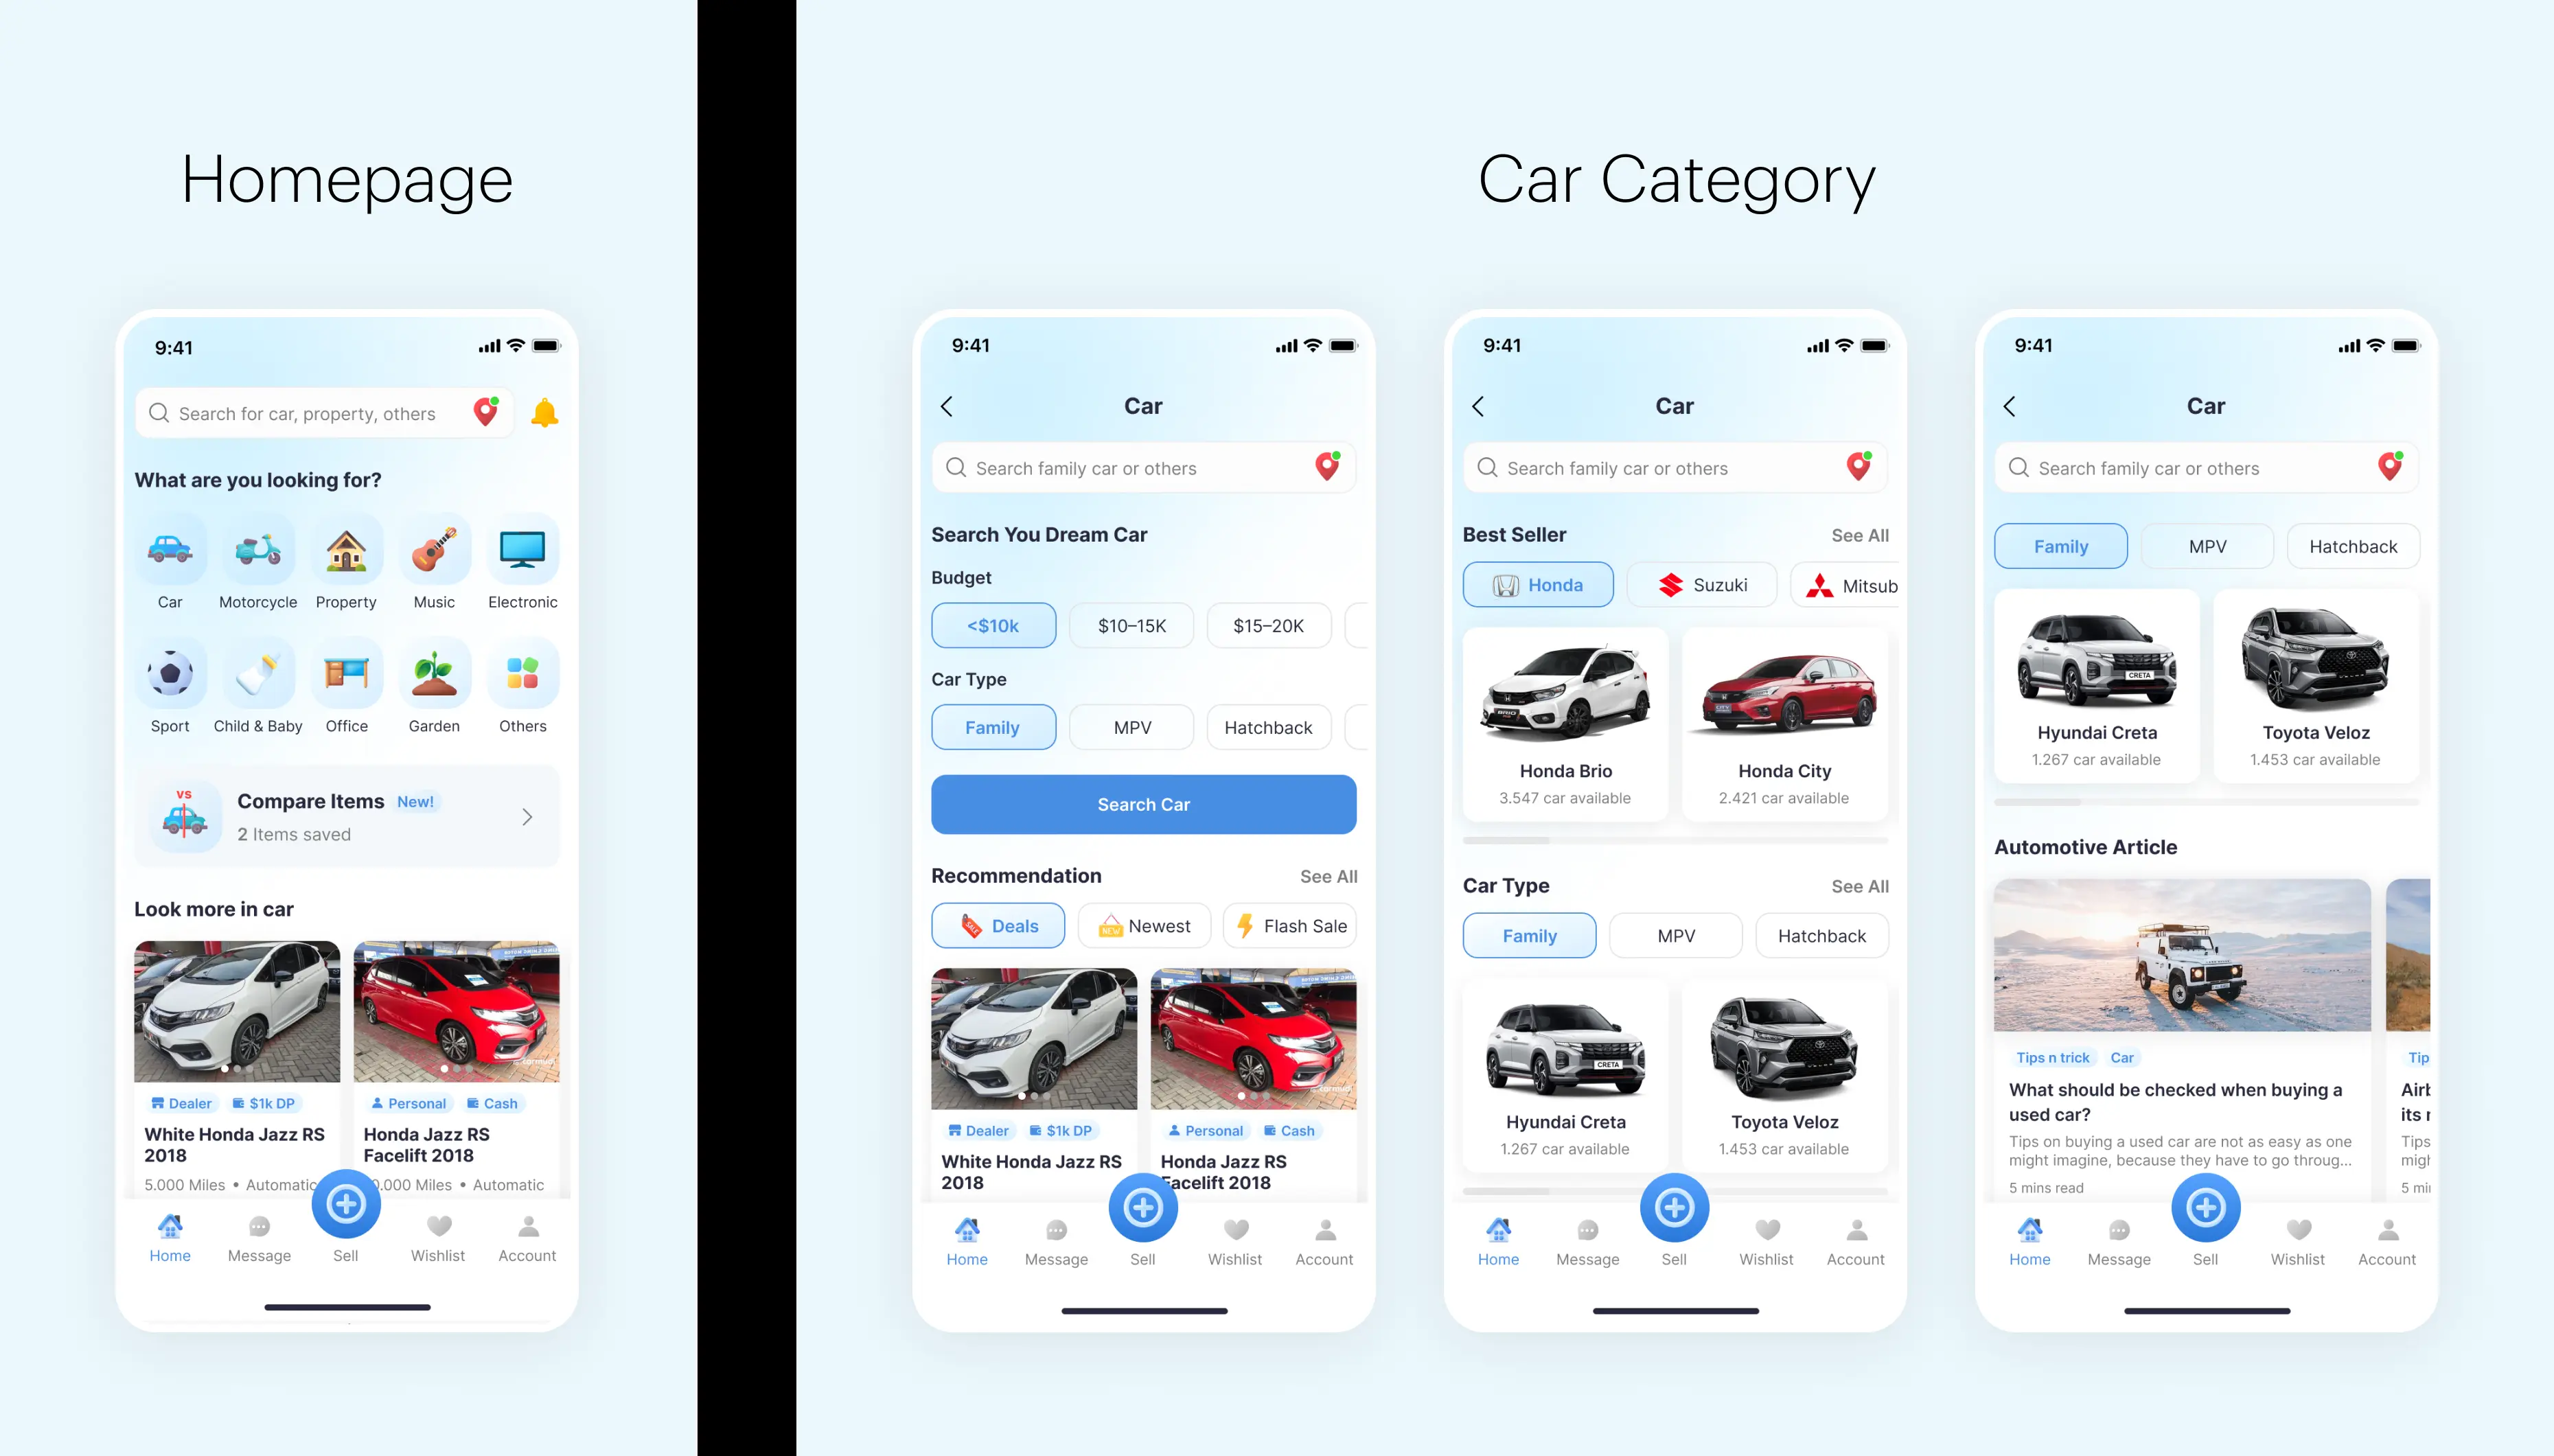 Homepage
9:41
Search for car, property, others
What are you looking for?
Car
Motorcycle
Property
Music
Electronic
Sport
Child & Baby
Office
Garden
Others
VS
Compare Items
New!
2 Items saved
Look more in car
Dealer
$1k DP
White Honda Jazz RS
2018
5.000 Miles • Automatic
Personal
Cash
Honda Jazz RS
Facelift 2018
.000 Miles • Automatic
Home
Message
Sell
Wishlist
Account
Car Category
9:41
Car
Search family car or others
Search You Dream Car
Budget
<$10k
$10–15K
$15–20K
Car Type
Family
MPV
Hatchback
Search Car
Recommendation
See All
SALE
Deals
NEW
Newest
Flash Sale
Dealer
$1k DP
White Honda Jazz RS
2018
Personal
Cash
Honda Jazz RS
Facelift 2018
Home
Message
Sell
Wishlist
Account
9:41
Car
Search family car or others
Best Seller
See All
Honda
Suzuki
Mitsub
BRIO
Honda Brio
3.547 car available
CITY
Honda City
2.421 car available
Car Type
See All
Family
MPV
Hatchback
CRETA
Hyundai Creta
1.267 car available
Toyota Veloz
1.453 car available
Home
Message
Sell
Wishlist
Account
9:41
Car
Search family car or others
Family
MPV
Hatchback
CRETA
Hyundai Creta
1.267 car available
Toyota Veloz
1.453 car available
Automotive Article
Tips n trick
Car
What should be checked when buying a
used car?
Tips on buying a used car are not as easy as one
might imagine, because they have to go throug...
5 mins read
Tip
its r
Tips
5 mi
Home
Message
Sell
Wishlist
Account